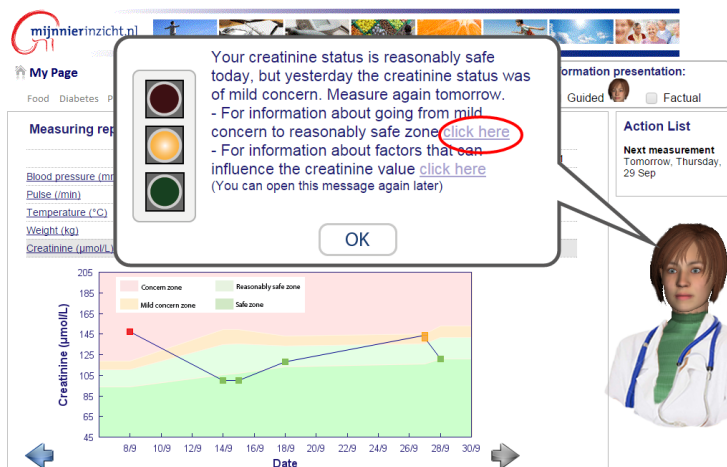 mijnnierinzicht.nl
My Page
ormation presentation:
Food Diabetes P
Guided Factual
Your creatinine status is reasonably safe
today, but yesterday the creatinine status was
of mild concern. Measure again tomorrow.
- For information about going from mild
concern to reasonably safe zone click here
- For information about factors that can
influence the creatinine value click here
(You can open this message again later)
OK
Measuring rep
Blood pressure (mr
Pulse (/min)
Temperature (°C)
Weight (kg)
Creatinine (µmol/L)
Action List
Next measurement
Tomorrow, Thursday,
29 Sep
Concern zone
Reasonably safe zone
Mild concern zone
Safe zone
Creatinine (µmol/L)
205
185
165
145
125
105
85
65
45
8/9 10/9 12/9 14/9 16/9 18/9 20/9 22/9 24/9 26/9 28/9 30/9
Date